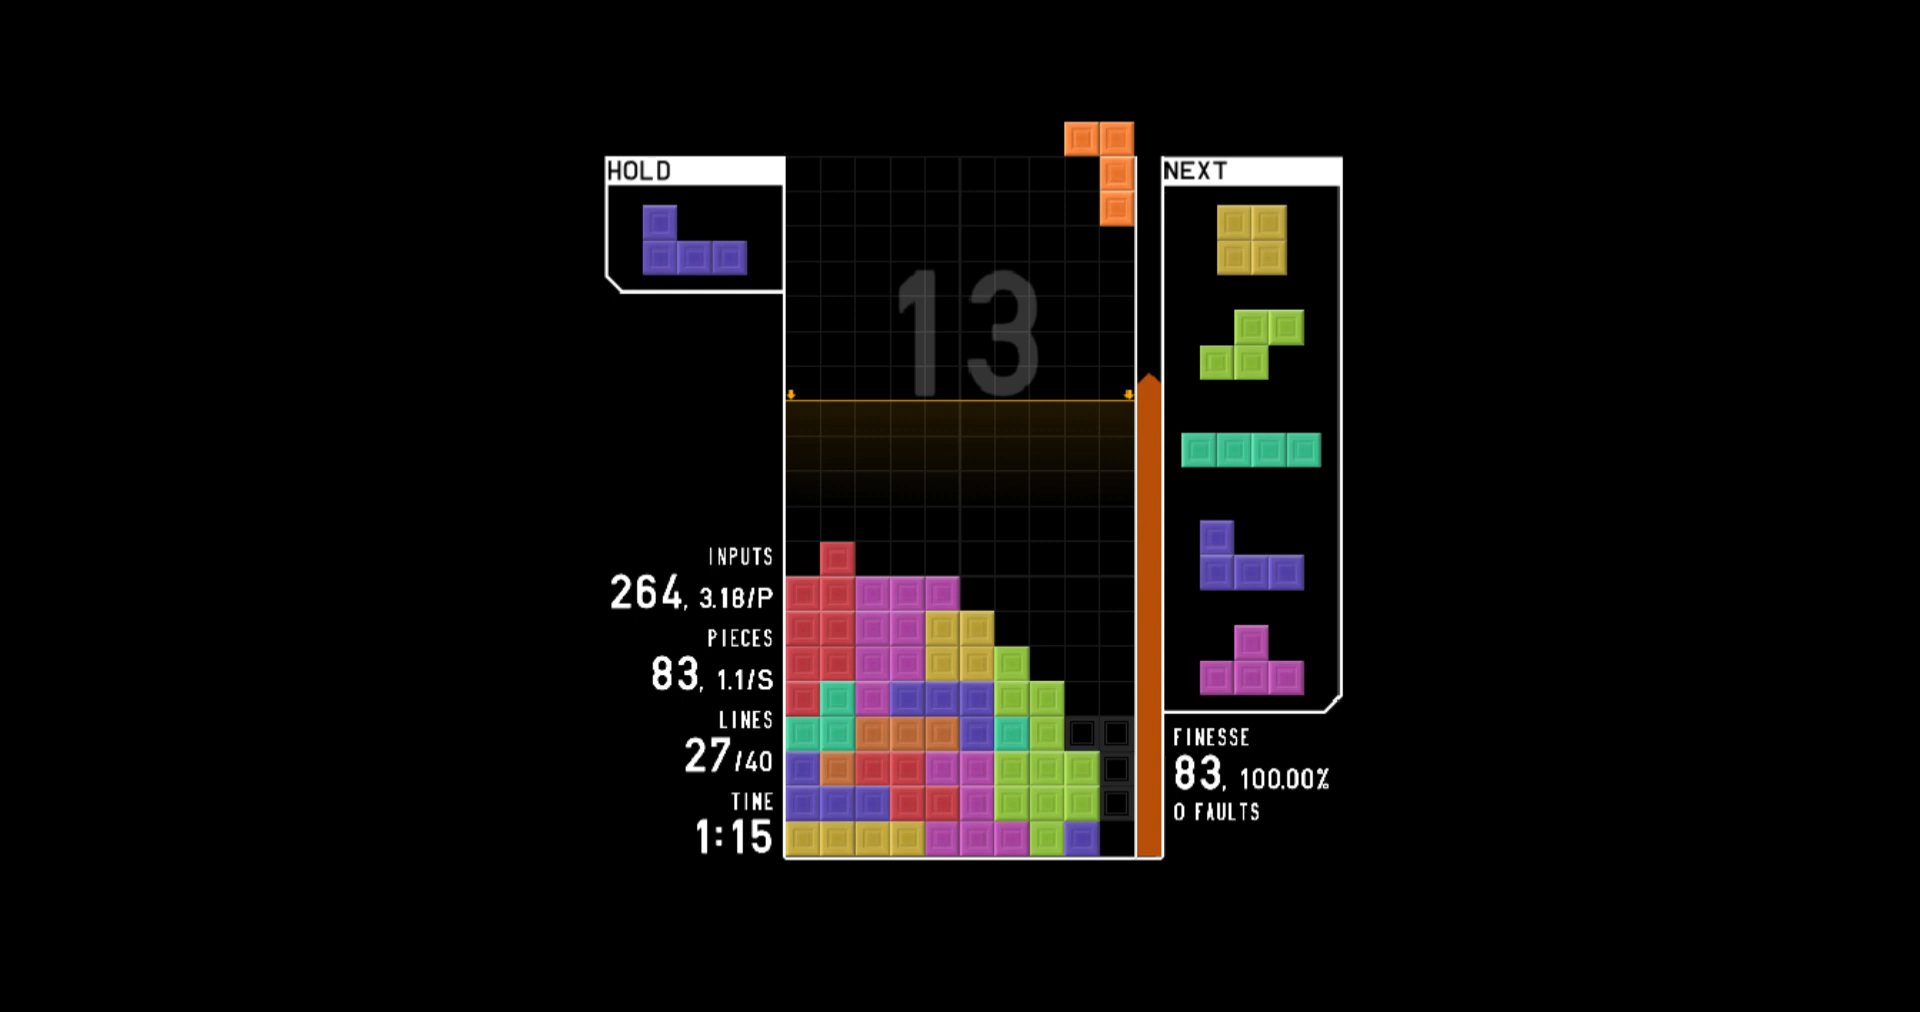 HOLD
NEXT
13
INPUTS
264, 3.18/P
PIECES
83, 1.1/S
LINES
27/40
TIME
1:15
FINESSE
83, 100.00%
0 FAULTS